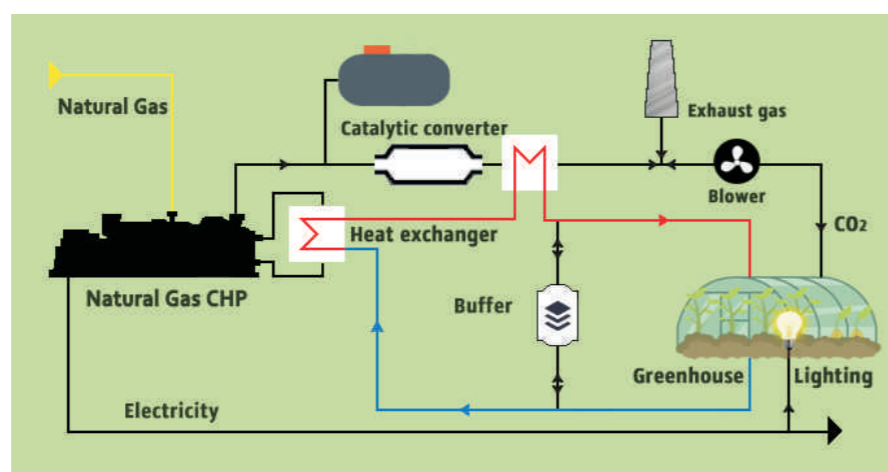 Natural Gas
Catalytic converter
Exhaust gas
Blower
CO2
Heat exchanger
Natural Gas CHP
Buffer
Greenhouse
Lighting
Electricity